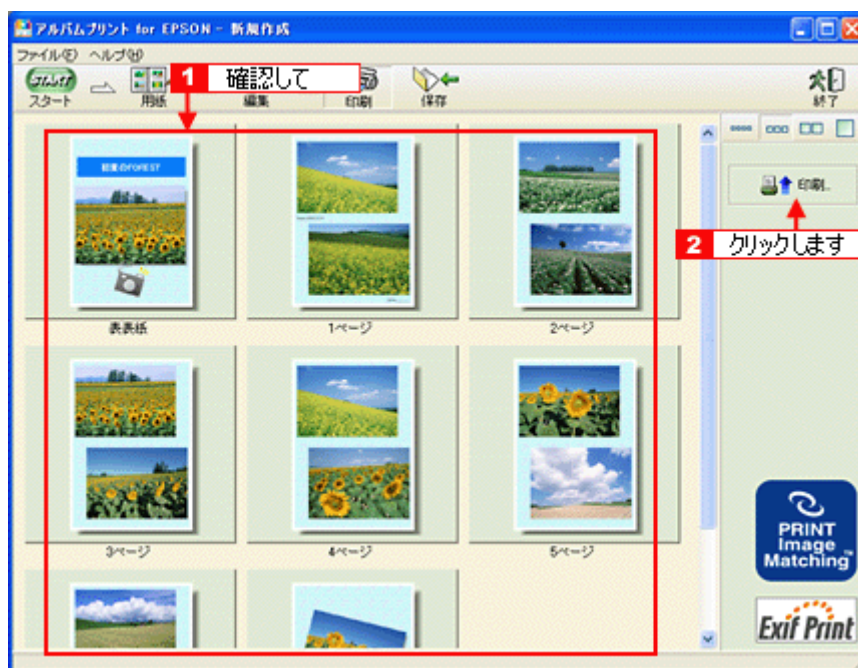 アルバムプリント for EPSON - 新規作成
ファイル(F) ヘルプ(H)
START
スタート
用紙
編集
印刷
保存
終了
1 確認して
印刷...
2 クリックします
表表紙
1ページ
2ページ
3ページ
4ページ
5ページ
PRINT
Image
Matching™
Exif Print